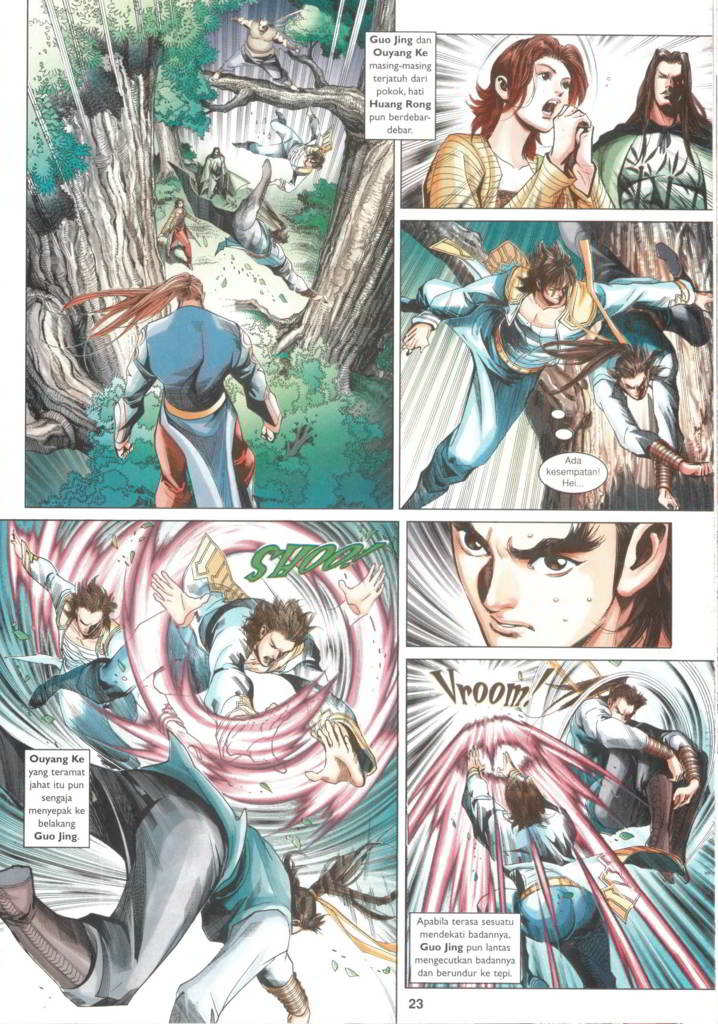 Guo Jing dan
Ouyang Ke
masing-masing
terjatuh dari
pokok, hati
Huang Rong
pun berdebar-
debar.
Ada
kesempatan!
Hei...
SHOOO!
Ouyang Ke
yang teramat
jahat itu pun
sengaja
menyepak ke
belakang
Guo Jing.
Vroom!
Apabila terasa sesuatu
mendekati badannya,
Guo Jing pun lantas
mengecutkan badannya
dan berundur ke tepi.
23